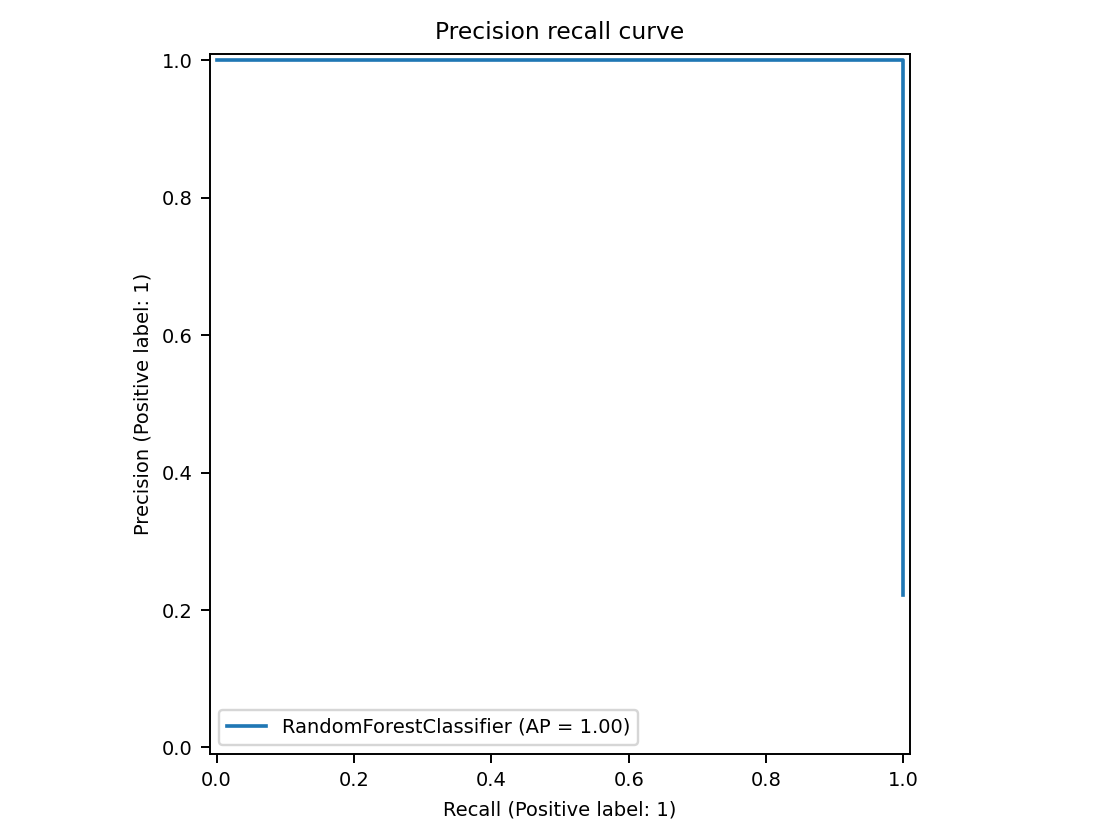 Precision recall curve
1.0
0.8
0.6
0.4
0.2
0.0
Precision (Positive label: 1)
RandomForestClassifier (AP = 1.00)
0.0 0.2 0.4 0.6 0.8 1.0
Recall (Positive label: 1)